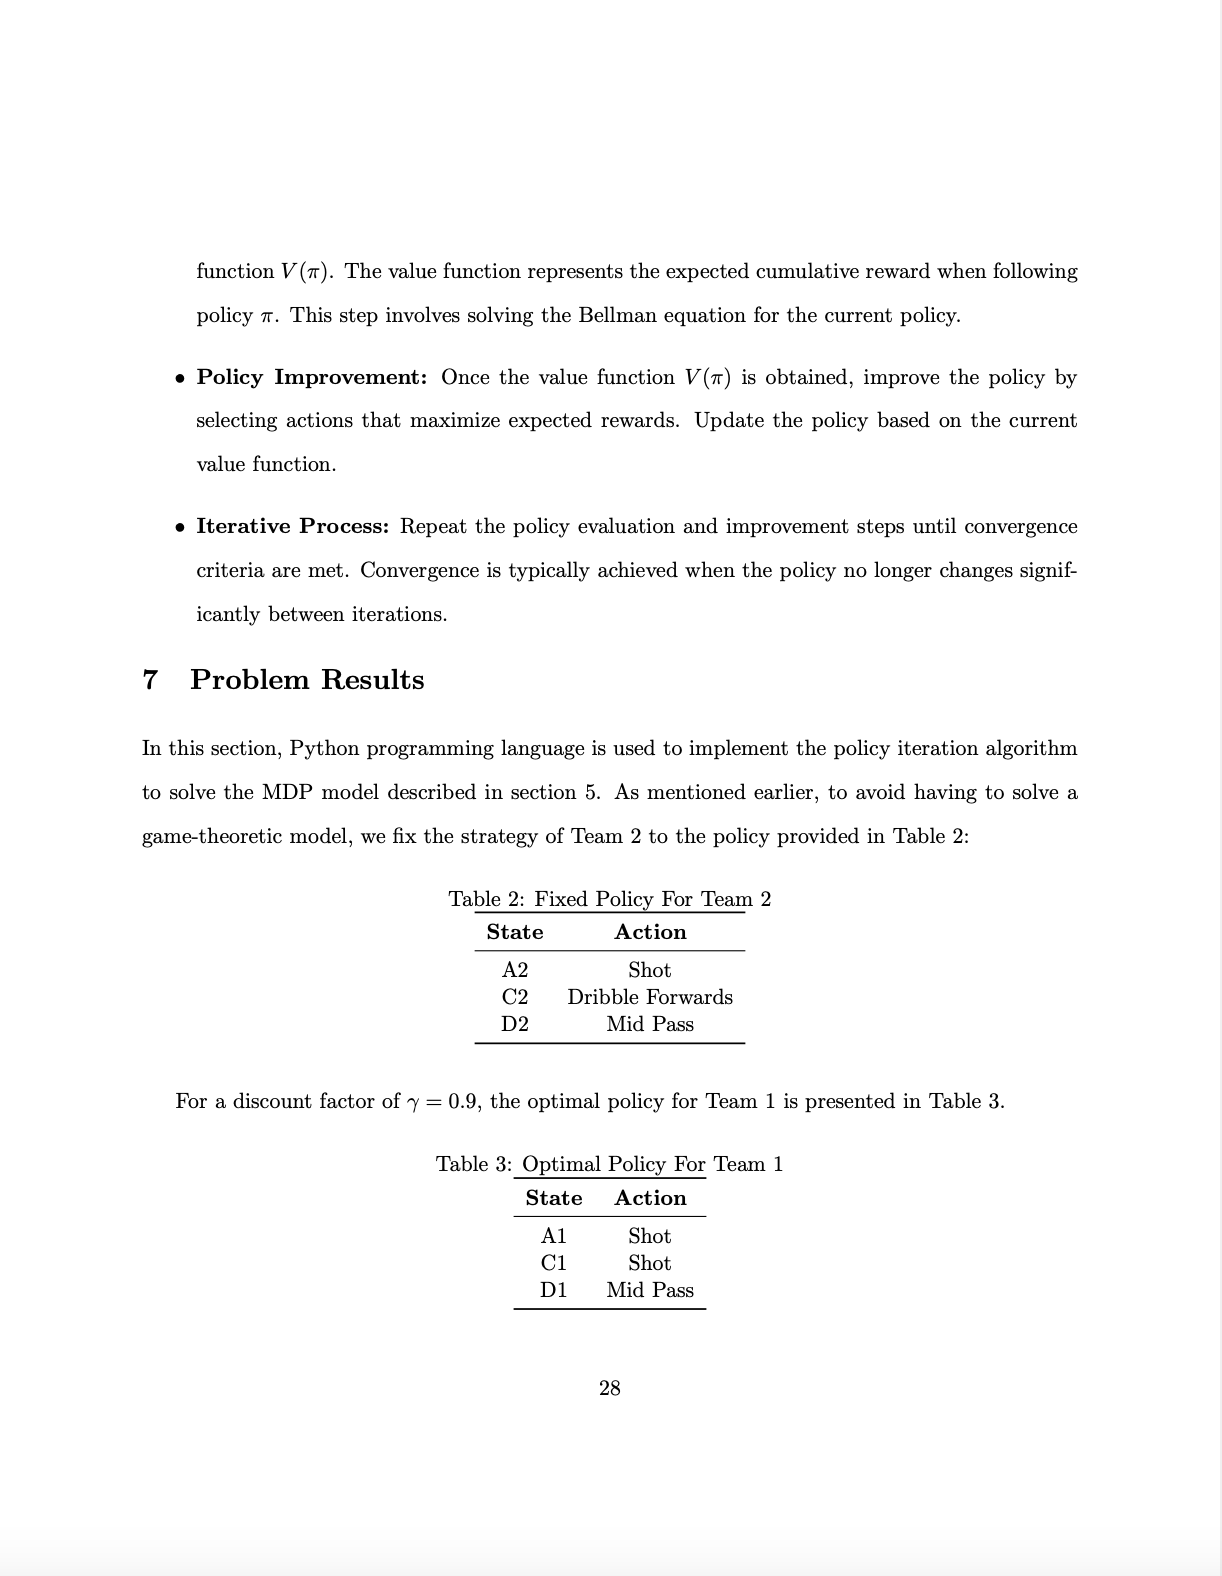 function V(π). The value function represents the expected cumulative reward when following
policy π. This step involves solving the Bellman equation for the current policy.
• Policy Improvement: Once the value function V(π) is obtained, improve the policy by
selecting actions that maximize expected rewards. Update the policy based on the current
value function.
• Iterative Process: Repeat the policy evaluation and improvement steps until convergence
criteria are met. Convergence is typically achieved when the policy no longer changes signif-
icantly between iterations.
7 Problem Results
In this section, Python programming language is used to implement the policy iteration algorithm
to solve the MDP model described in section 5. As mentioned earlier, to avoid having to solve a
game-theoretic model, we fix the strategy of Team 2 to the policy provided in Table 2:
Table 2: Fixed Policy For Team 2
State Action
A2 Shot
C2 Dribble Forwards
D2 Mid Pass
For a discount factor of γ = 0.9, the optimal policy for Team 1 is presented in Table 3.
Table 3: Optimal Policy For Team 1
State Action
A1 Shot
C1 Shot
D1 Mid Pass
28